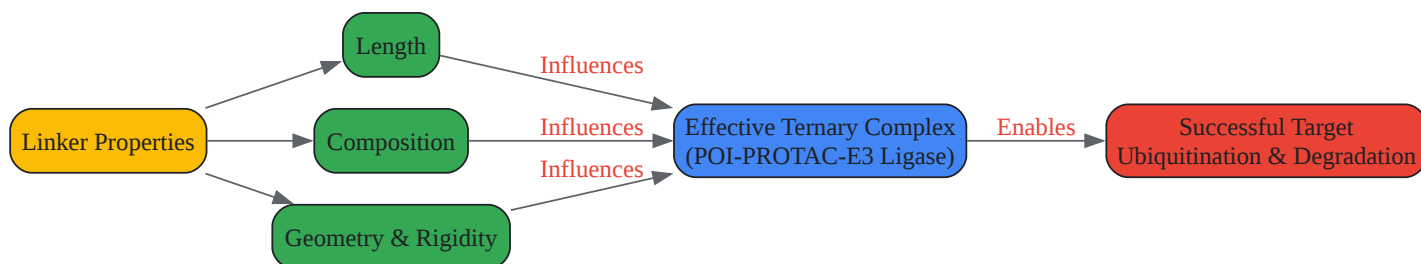 Length
Influences
Linker Properties
Composition
Influences
Effective Ternary Complex
(POI-PROTAC-E3 Ligase)
Enables
Successful Target
Ubiquitination & Degradation
Influences
Geometry & Rigidity